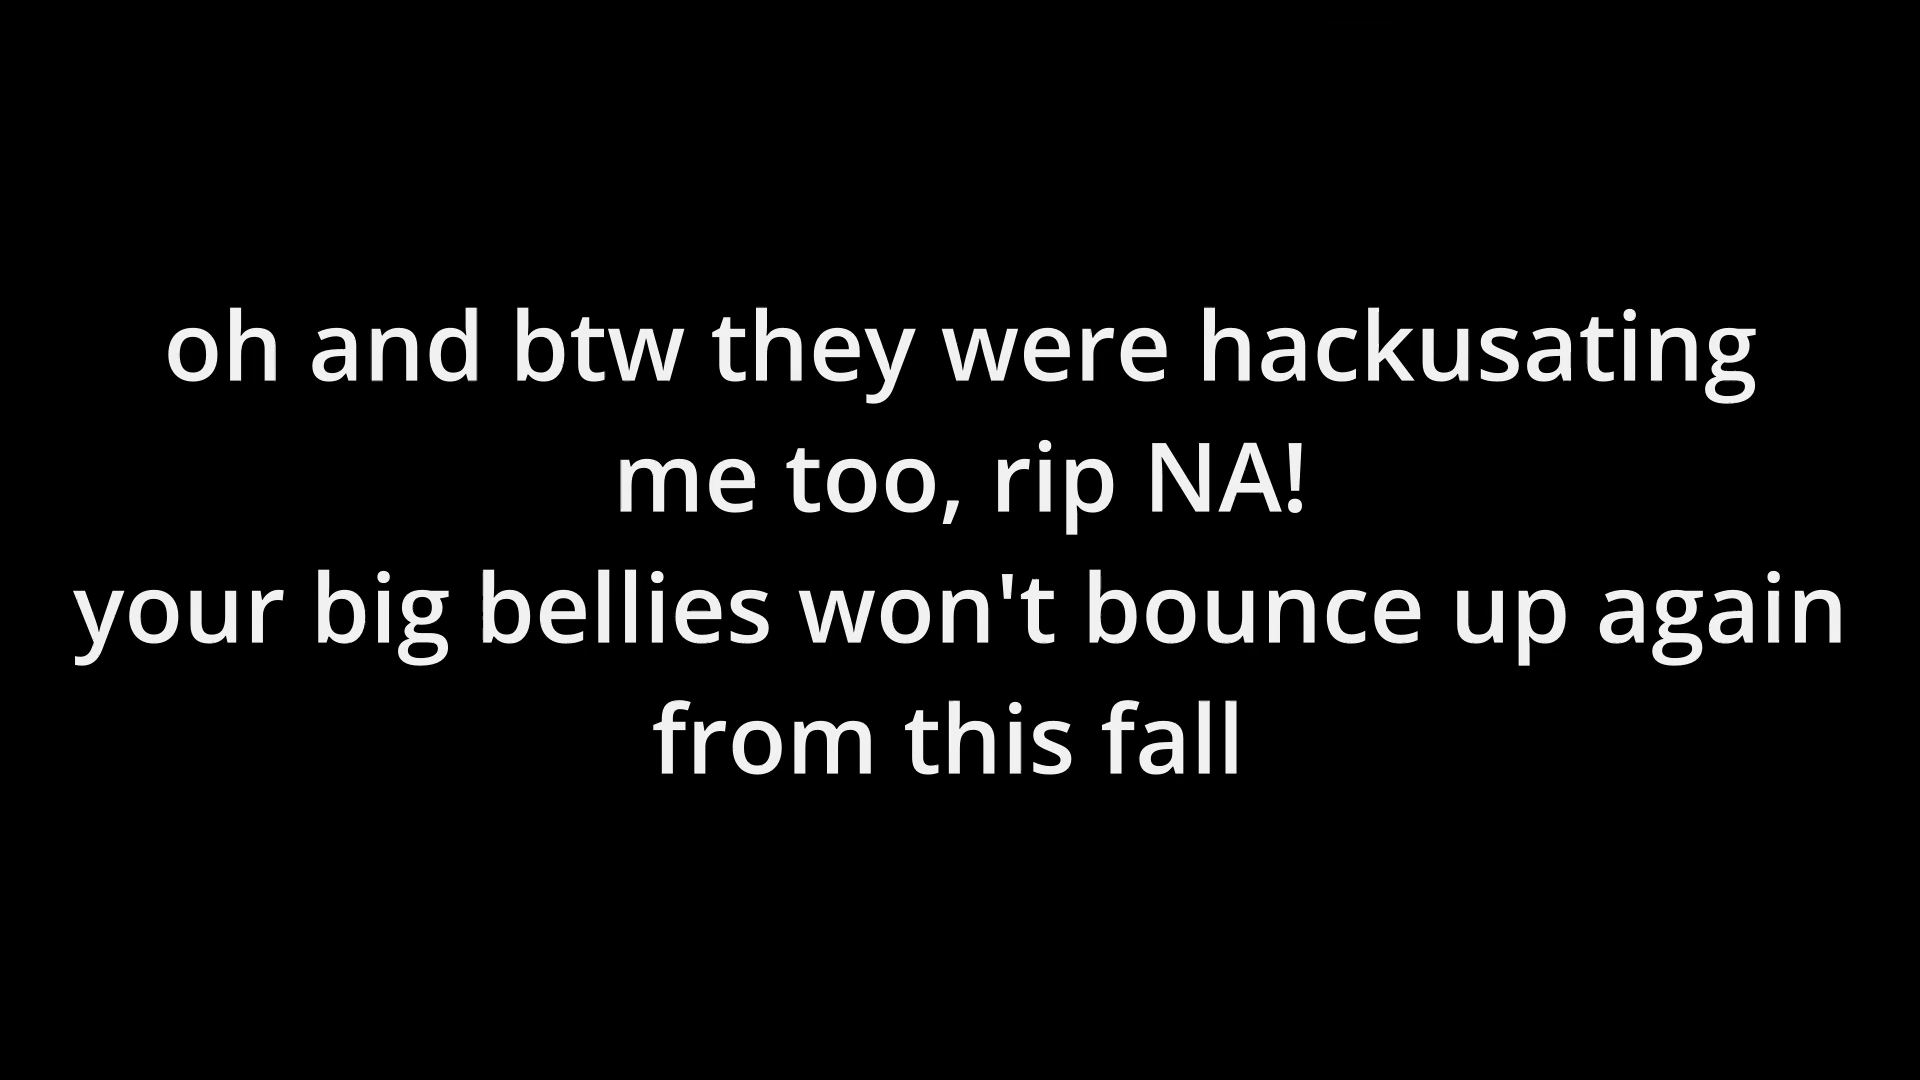 oh and btw they were hackusating
me too, rip NA!
your big bellies won't bounce up again
from this fall